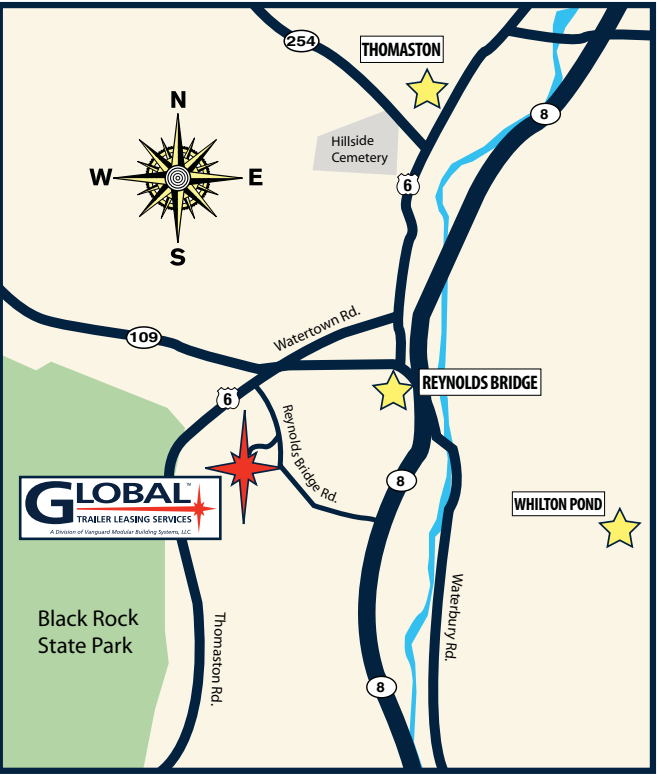 254
THOMASTON
8
Hillside
Cemetery
N
W
E
S
6
109
Watertown Rd.
6
REYNOLDS BRIDGE
Reynolds Bridge Rd.
8
GLOBAL™
TRAILER LEASING SERVICES
A Division of Vanguard Modular Building Systems, LLC
WHILTON POND
Black Rock
State Park
Thomaston Rd.
Waterbury Rd.
8